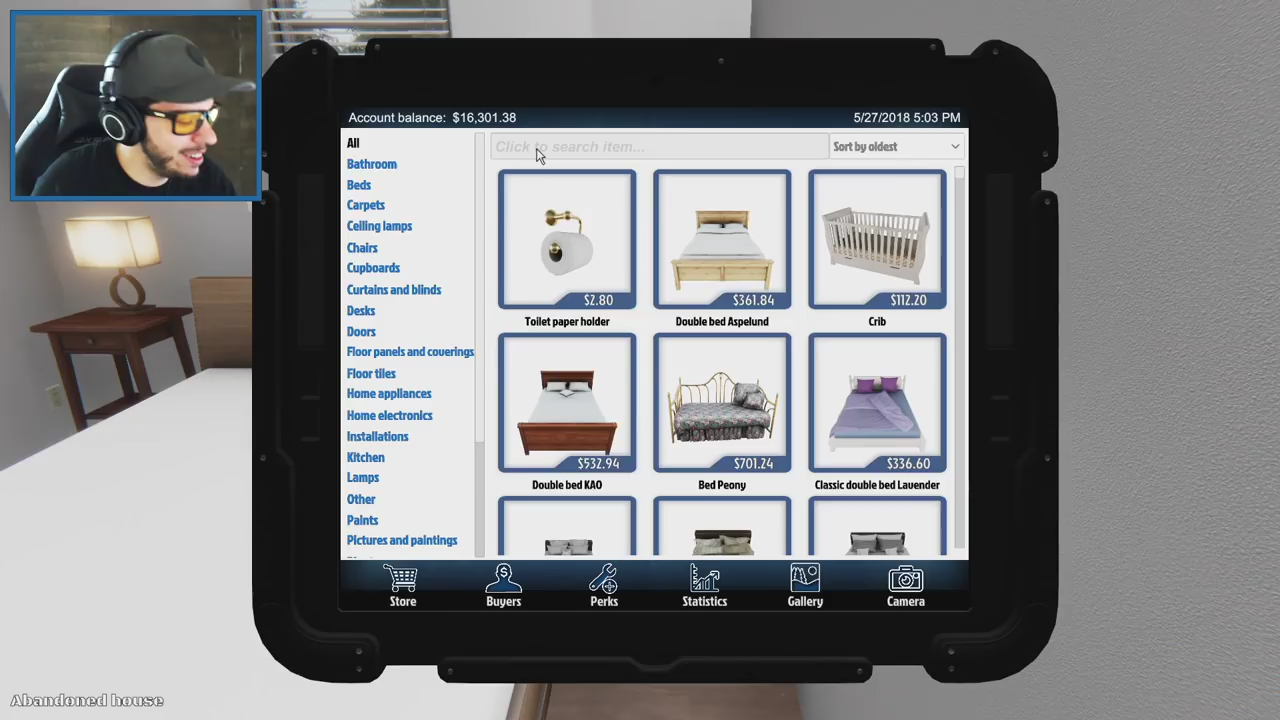 Account balance: $16,301.38
5/27/2018 5:03 PM
All
Bathroom
Beds
Carpets
Ceiling lamps
Chairs
Cupboards
Curtains and blinds
Desks
Doors
Floor panels and coverings
Floor tiles
Home appliances
Home electronics
Installations
Kitchen
Lamps
Other
Paints
Pictures and paintings
Click to search item...
Sort by oldest
$2.80
$361.84
$112.20
Toilet paper holder
Double bed Aspelund
Crib
$532.94
$701.24
$336.60
Double bed KAO
Bed Peony
Classic double bed Lavender
Store
Buyers
Perks
Statistics
Gallery
Camera
Abandoned house